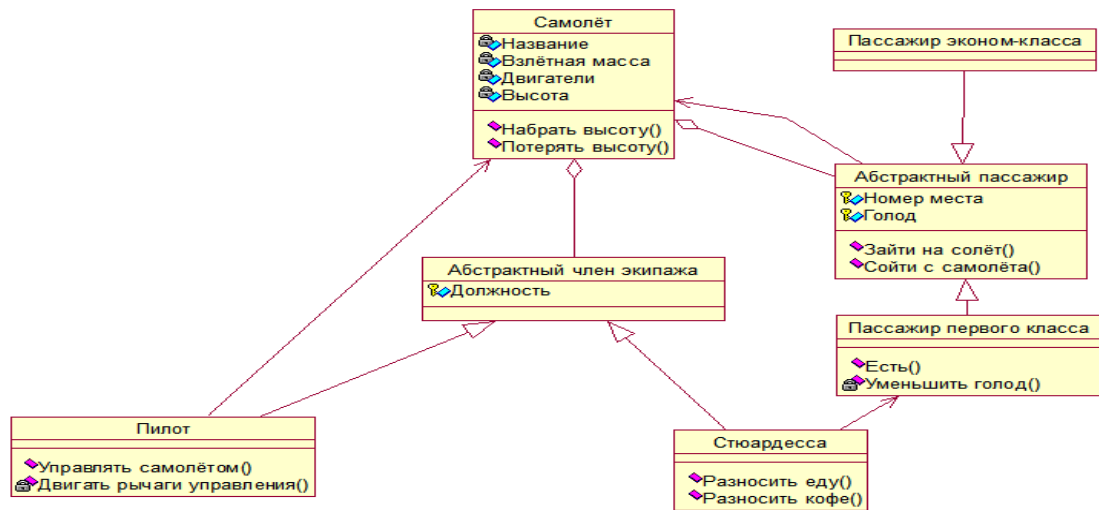 Самолёт
Название
Взлётная масса
Двигатели
Высота
Набрать высоту()
Потерять высоту()
Пассажир эконом-класса
Абстрактный пассажир
Номер места
Голод
Зайти на солёт()
Сойти с самолёта()
Абстрактный член экипажа
Должность
Пассажир первого класса
Есть()
Уменьшить голод()
Пилот
Управлять самолётом()
Двигать рычаги управления()
Стюардесса
Разносить еду()
Разносить кофе()